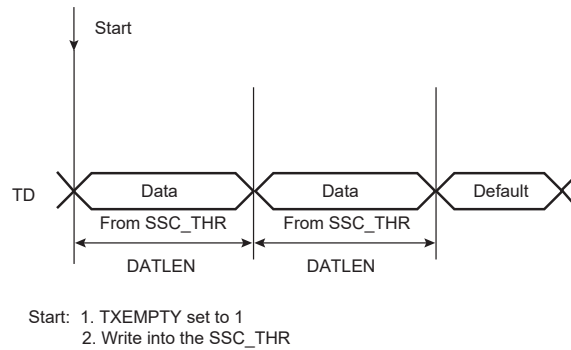 Start
TD
Data
Data
Default
From SSC_THR
From SSC_THR
DATLEN
DATLEN
Start: 1. TXEMPTY set to 1
2. Write into the SSC_THR